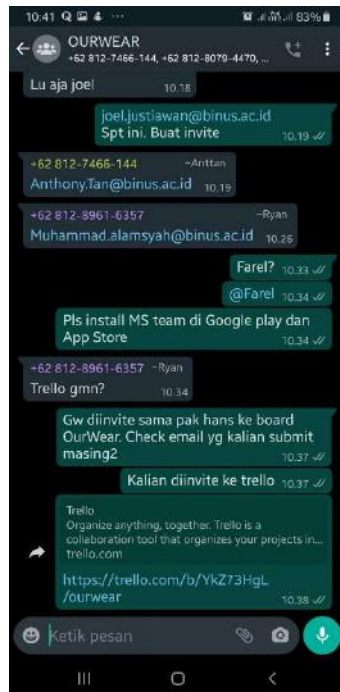 10:41
83%
OURWEAR
+62 812-7466-144, +62 812-8079-4470, ...
Lu aja joel
10.18
joel.justiawan@binus.ac.id
Spt ini. Buat invite
10.19
+62 812-7466-144 ~Anttan
Anthony.Tan@binus.ac.id 10.19
+62 812-8961-6357 ~Ryan
Muhammad.alamsyah@binus.ac.id 10.26
Farel? 10.33
@Farel 10.34
Pls install MS team di Google play dan
App Store
10.34
+62 812-8961-6357 ~Ryan
Trello gmn?
10.34
Gw diinvite sama pak hans ke board
OurWear. Check email yg kalian submit
masing2
10.37
Kalian diinvite ke trello 10.37
Trello
Organize anything, together. Trello is a
collaboration tool that organizes your projects in...
trello.com
https://trello.com/b/YkZ73HgL
/ourwear
10.38
Ketik pesan